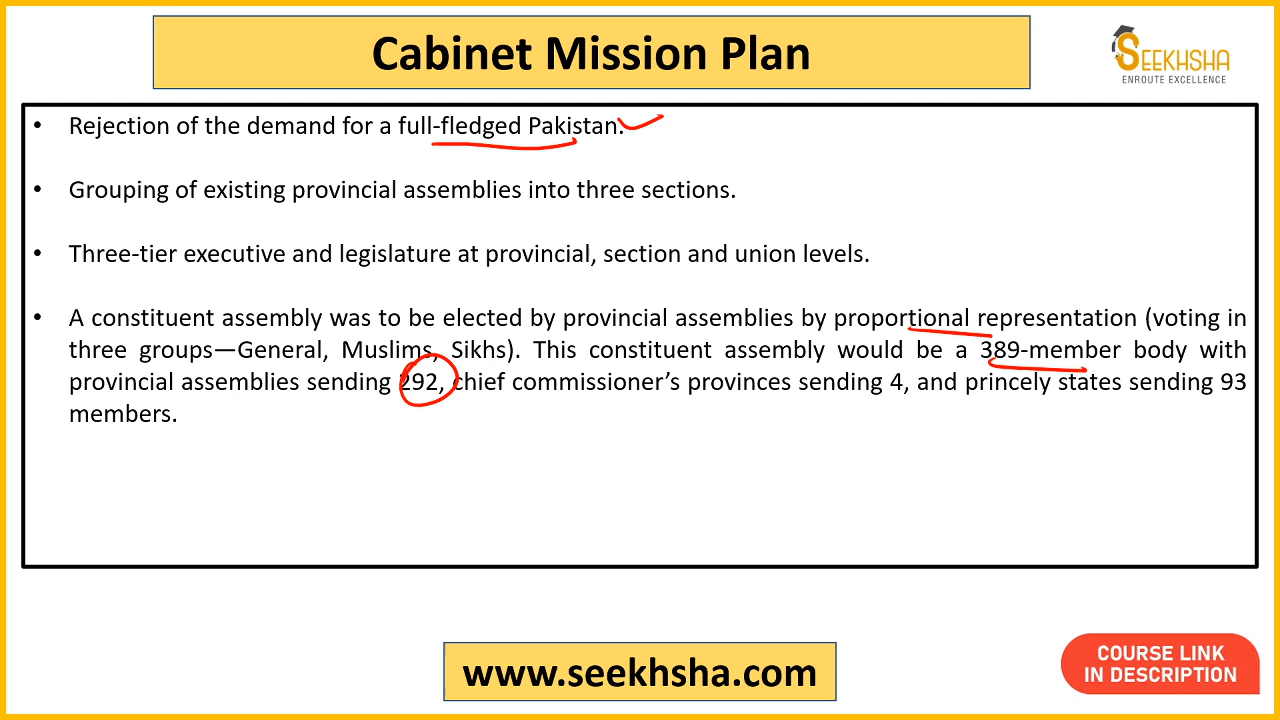 Cabinet Mission Plan
SEEKHSHA
ENROUTE EXCELLENCE
• Rejection of the demand for a full-fledged Pakistan.
• Grouping of existing provincial assemblies into three sections.
• Three-tier executive and legislature at provincial, section and union levels.
• A constituent assembly was to be elected by provincial assemblies by proportional representation (voting in
three groups—General, Muslims, Sikhs). This constituent assembly would be a 389-member body with
provincial assemblies sending 292, chief commissioner’s provinces sending 4, and princely states sending 93
members.
www.seekhsha.com
COURSE LINK
IN DESCRIPTION